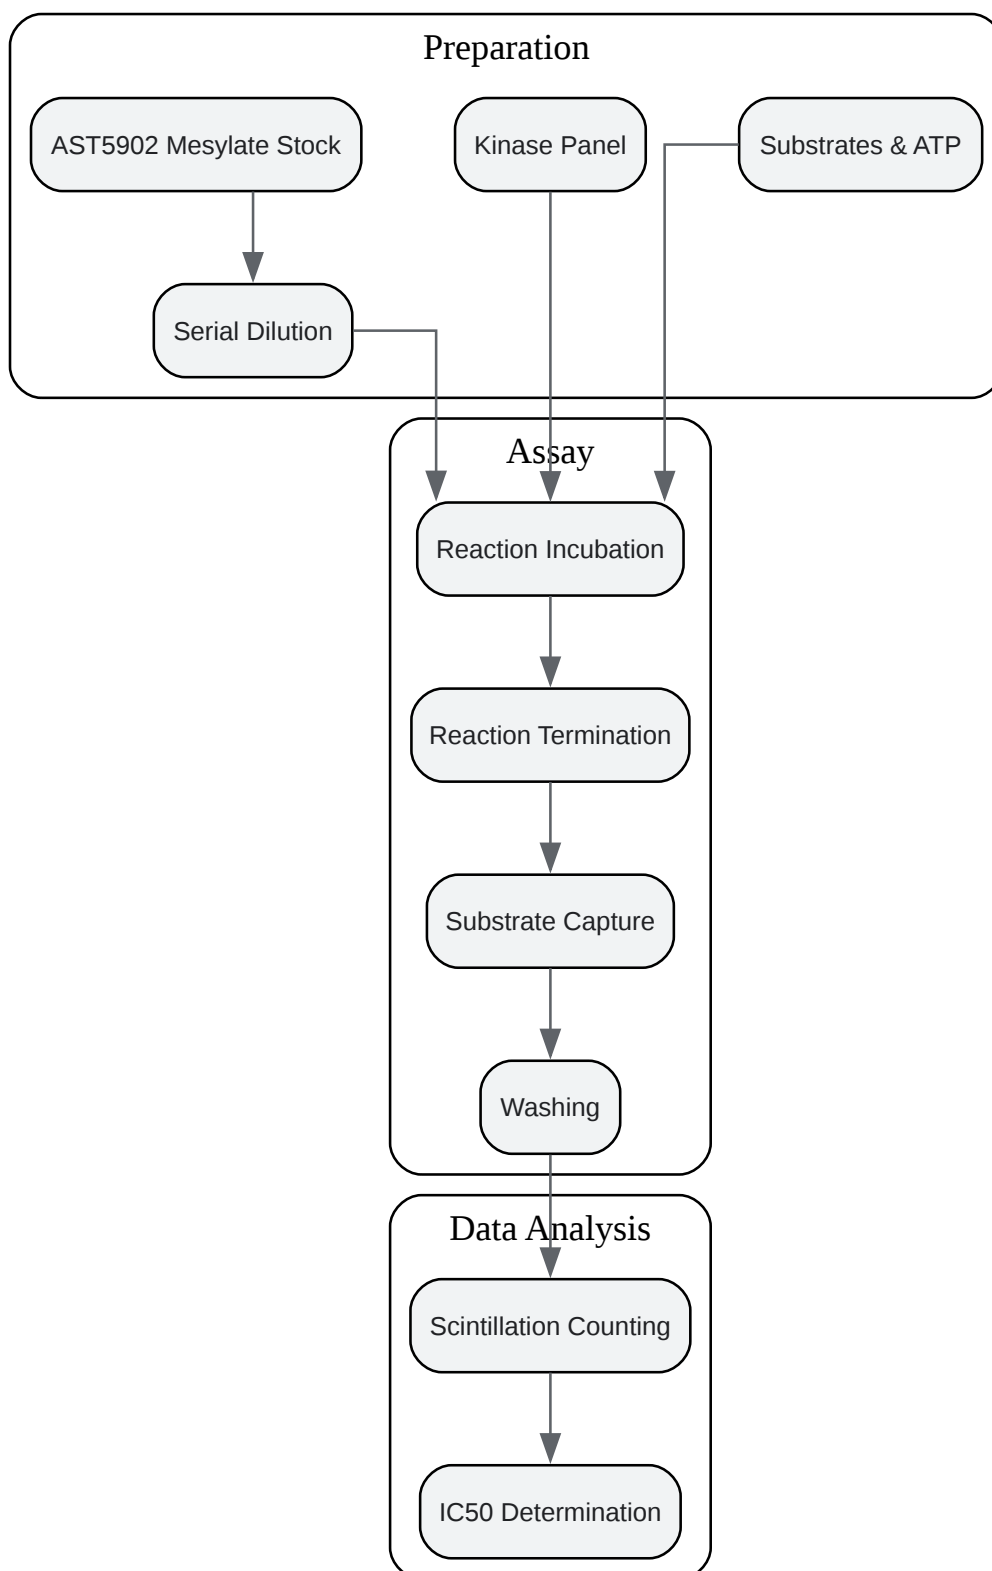 Preparation
AST5902 Mesylate Stock
Kinase Panel
Substrates & ATP
Serial Dilution
Assay
Reaction Incubation
Reaction Termination
Substrate Capture
Washing
Data Analysis
Scintillation Counting
IC50 Determination